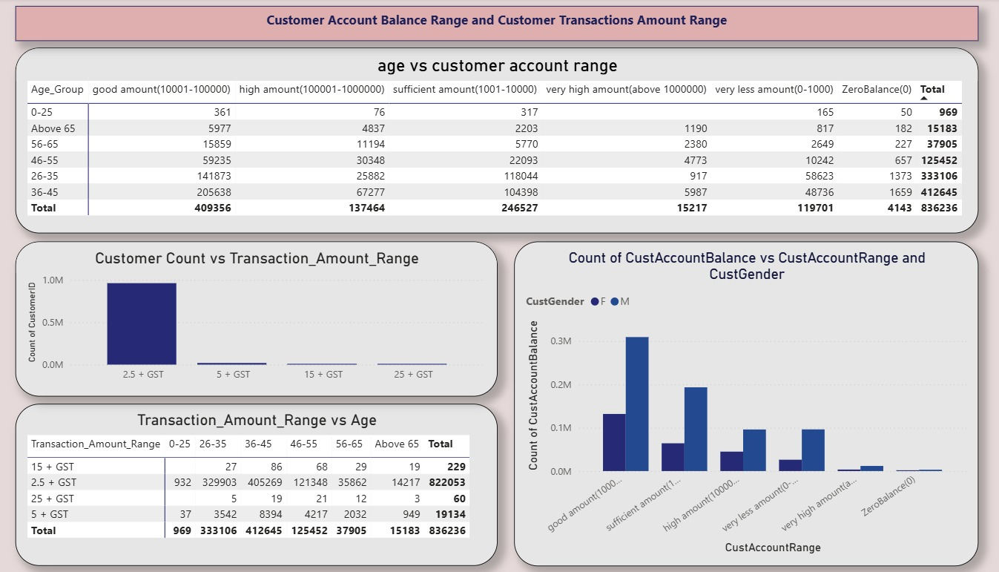 Customer Account Balance Range and Customer Transactions Amount Range
age vs customer account range
Age_Group good amount(10001-100000) high amount(100001-1000000) sufficient amount(1001-10000) very high amount(above 1000000) very less amount(0-1000) ZeroBalance(0) Total
0-25 361 76 317 165 50 969
Above 65 5977 4837 2203 1190 817 182 15183
56-65 15859 11194 5770 2380 2649 227 37905
46-55 59235 30348 22093 4773 10242 657 125452
26-35 141873 25882 118044 917 58623 1373 333106
36-45 205638 67277 104398 5987 48736 1659 412645
Total 409356 137464 246527 15217 119701 4143 836236
Customer Count vs Transaction_Amount_Range
Count of CustomerID
1.0M
0.5M
0.0M
2.5 + GST 5 + GST 15 + GST 25 + GST
Transaction_Amount_Range vs Age
Transaction_Amount_Range 0-25 26-35 36-45 46-55 56-65 Above 65 Total
15 + GST 27 86 68 29 19 229
2.5 + GST 932 329903 405269 121348 35862 14217 822053
25 + GST 5 19 21 12 3 60
5 + GST 37 3542 8394 4217 2032 949 19134
Total 969 333106 412645 125452 37905 15183 836236
Count of CustAccountBalance vs CustAccountRange and
CustGender
CustGender F M
Count of CustAccountBalance
0.3M
0.2M
0.1M
0.0M
good amount(1000...
sufficient amount(1...
high amount(10000...
very less amount(0-...
very high amount(a...
ZeroBalance(0)
CustAccountRange